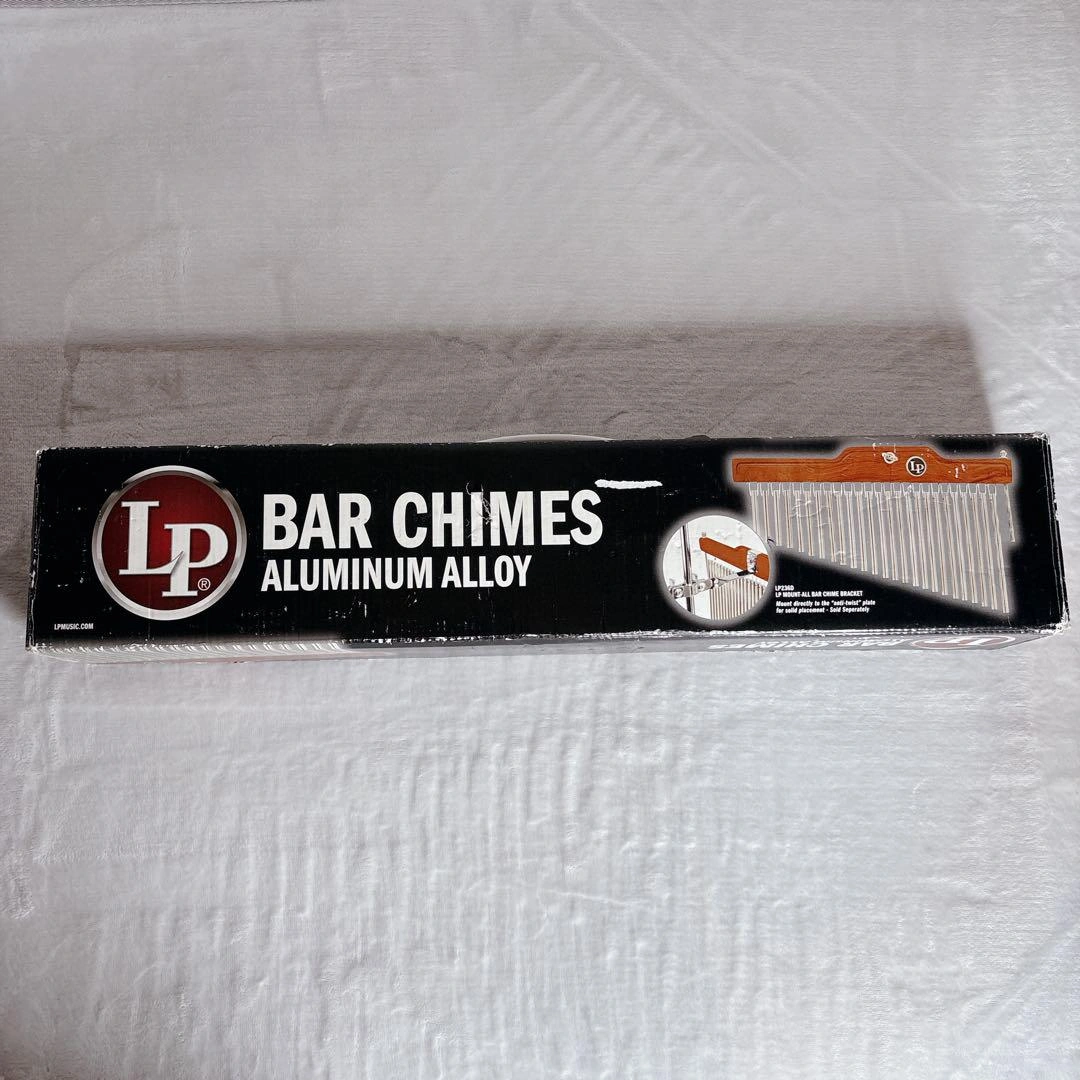 LP®
BAR CHIMES
ALUMINUM ALLOY
LPMUSIC.COM
LP
LP236D
LP MOUNT-ALL BAR CHIME BRACKET
Mount directly to the "anti-twist" plate
for solid placement - Sold Seperately
BAR CHIMES